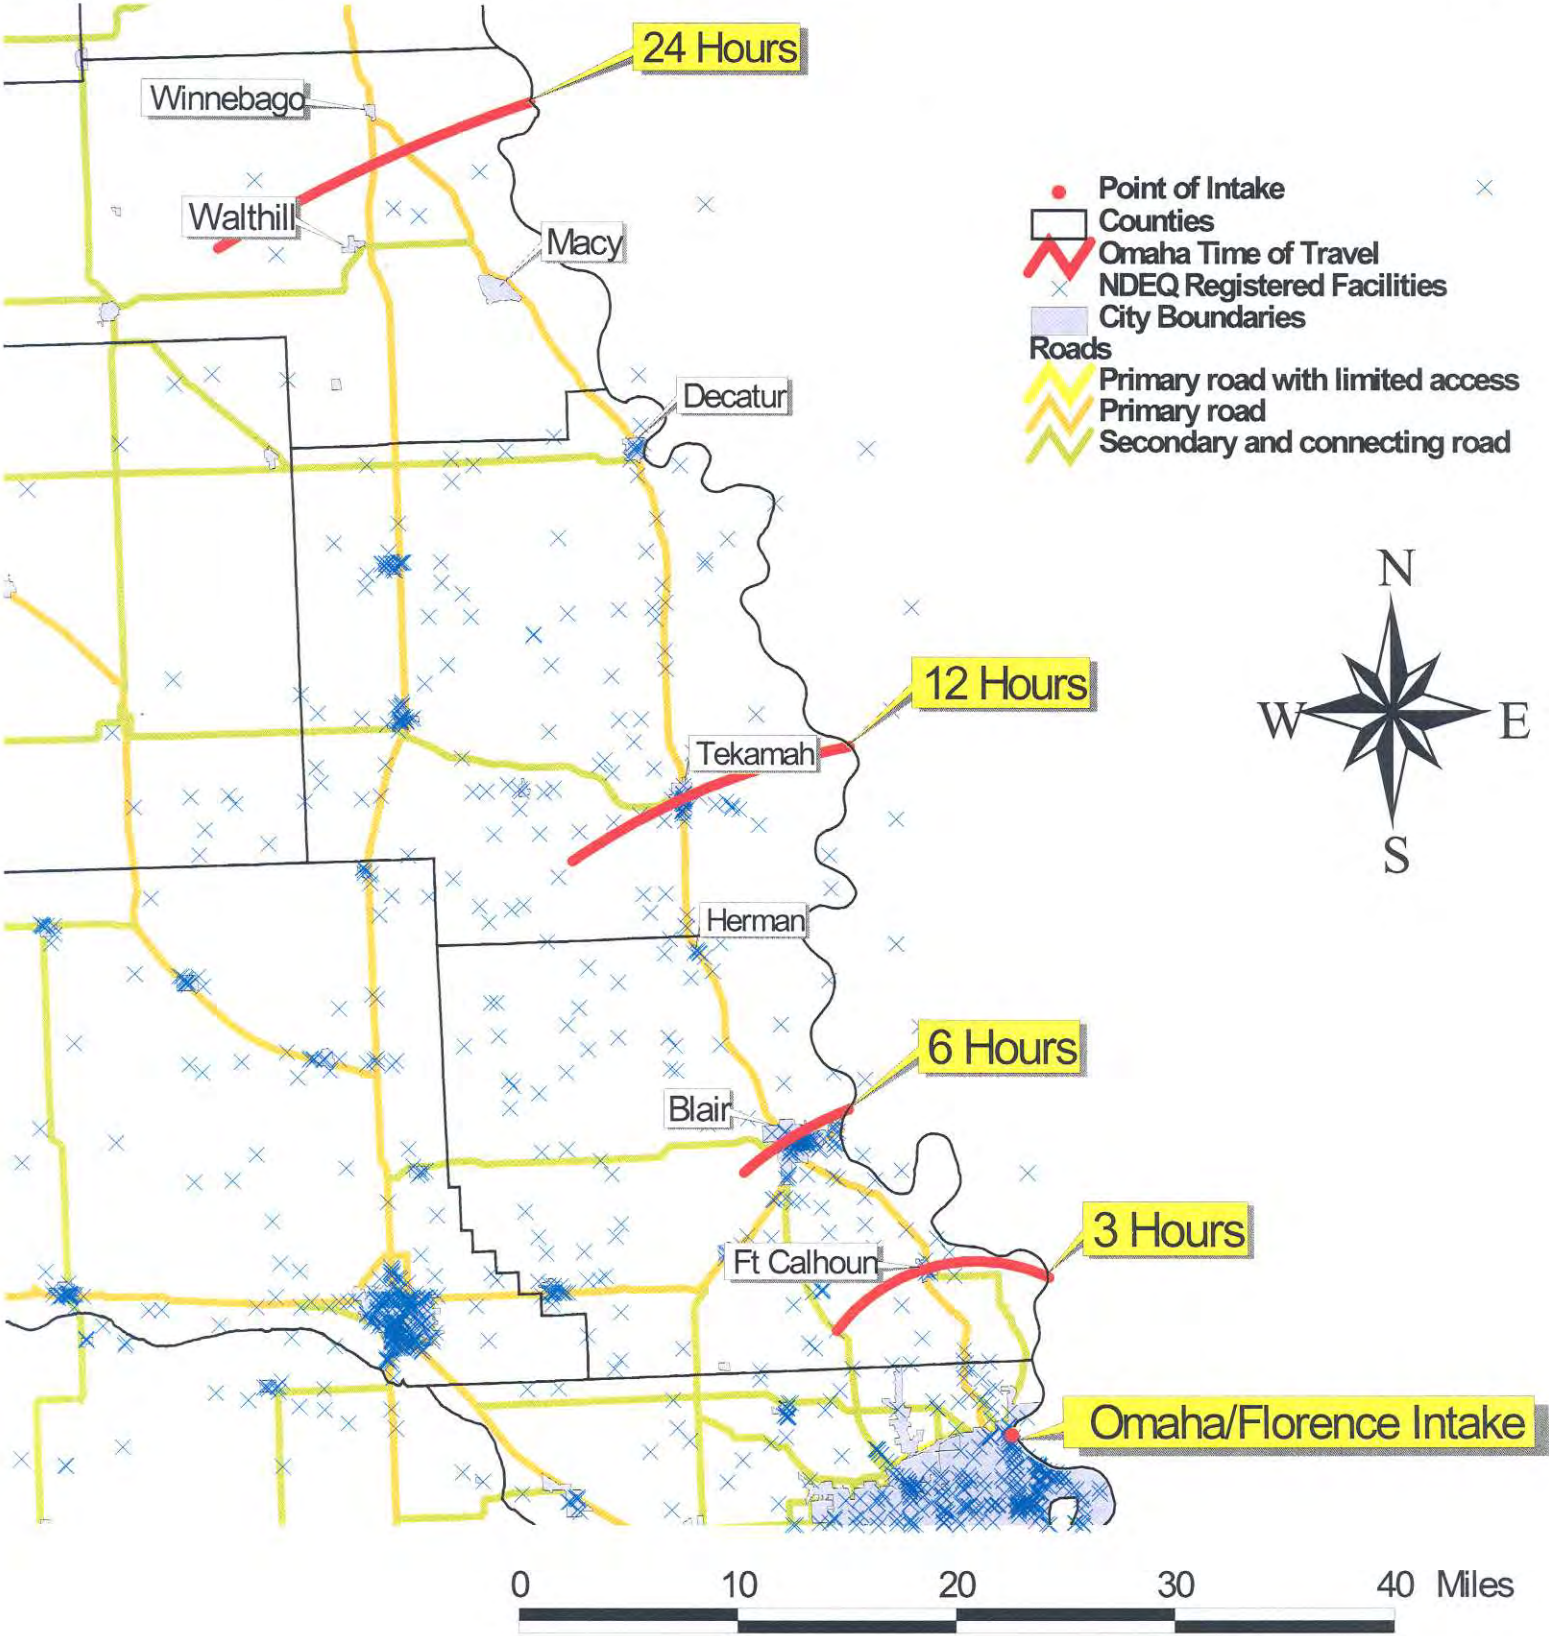 24 Hours
Winnebago
Walthill
Macy
Point of Intake
Counties
Omaha Time of Travel
NDEQ Registered Facilities
City Boundaries
Roads
Primary road with limited access
Primary road
Secondary and connecting road
Decatur
N
W
E
S
12 Hours
Tekamah
Herman
6 Hours
Blair
3 Hours
Ft Calhoun
Omaha/Florence Intake
0 10 20 30 40 Miles